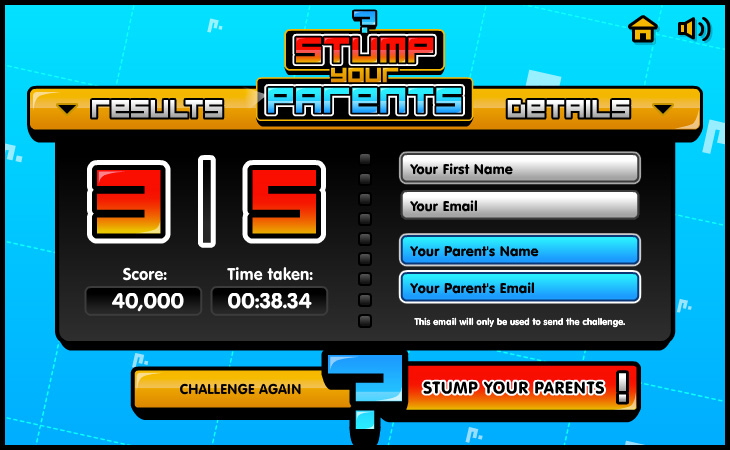 STUMP
YOUR
PARENTS
RESULTS
DETAILS
3 | 5
Score:
Time taken:
40,000
00:38.34
Your First Name
Your Email
Your Parent's Name
Your Parent's Email
This email will only be used to send the challenge.
CHALLENGE AGAIN
?
STUMP YOUR PARENTS !